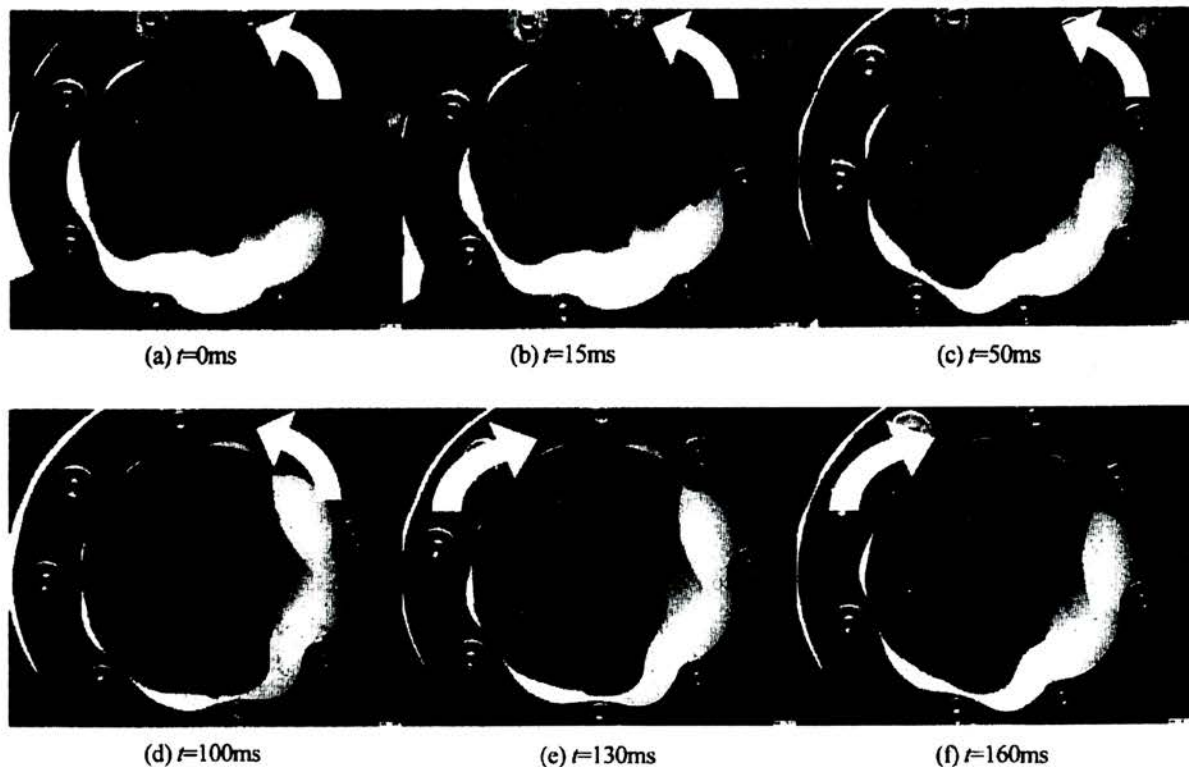 (a) t=0ms
(b) t=15ms
(c) t=50ms
(d) t=100ms
(e) t=130ms
(f) t=160ms